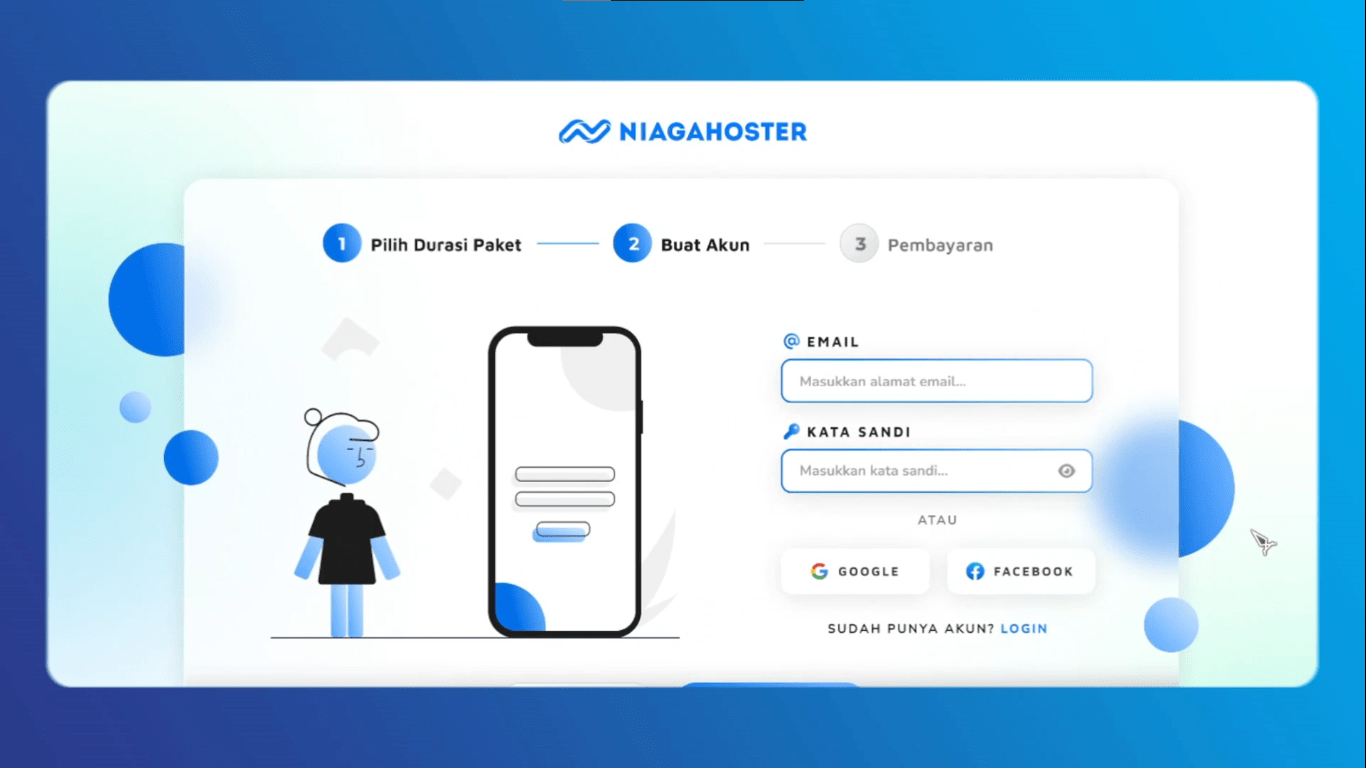 NIAGAHOSTER
1 Pilih Durasi Paket 2 Buat Akun 3 Pembayaran
@ EMAIL
Masukkan alamat email...
KATA SANDI
Masukkan kata sandi...
ATAU
GOOGLE FACEBOOK
SUDAH PUNYA AKUN? LOGIN